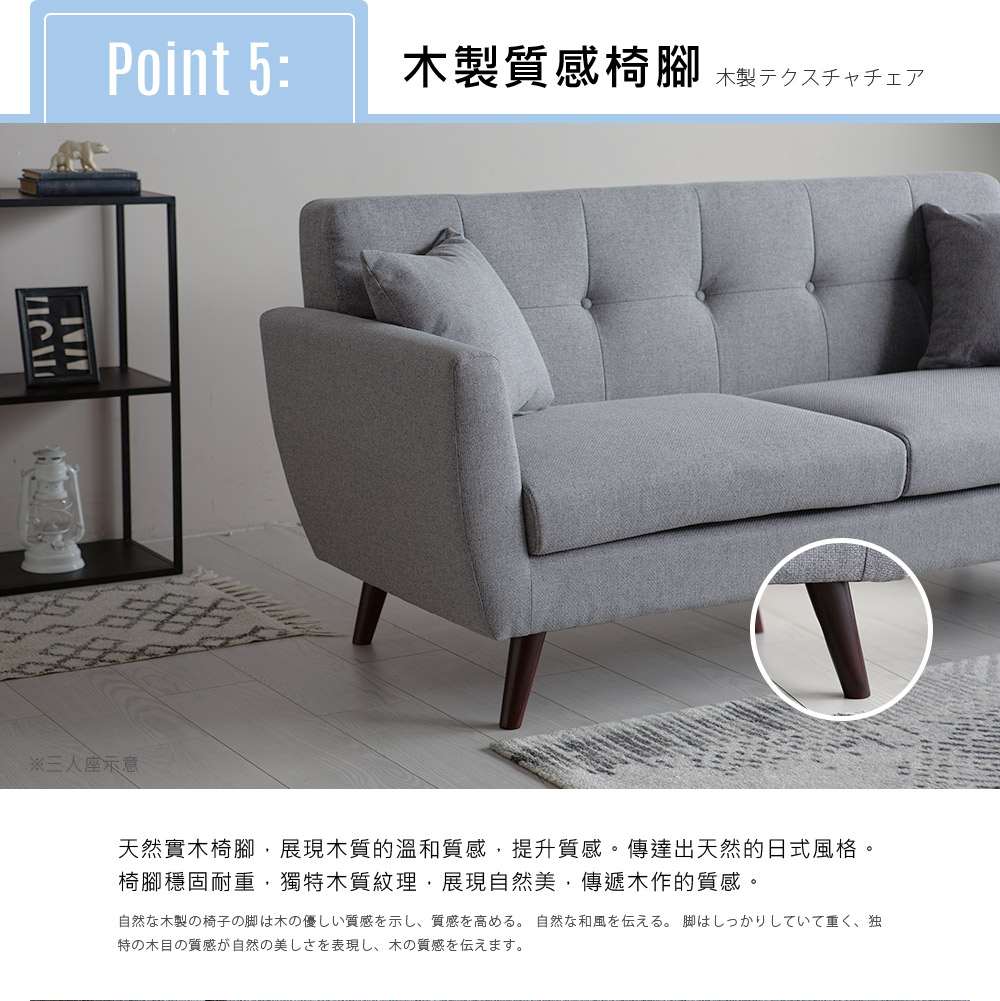 Point 5:
木製質感椅腳 木製テクスチャチェア
※三人座示意
天然實木椅腳，展現木質的溫和質感，提升質感。傳達出天然的日式風格。
椅腳穩固耐重，獨特木質紋理，展現自然美，傳遞木作的質感。
自然な木製の椅子の脚は木の優しい質感を示し、質感を高める。 自然な和風を伝える。 脚はしっかりしていて重く、独
特の木目の質感が自然の美しさを表現し、木の質感を伝えます。